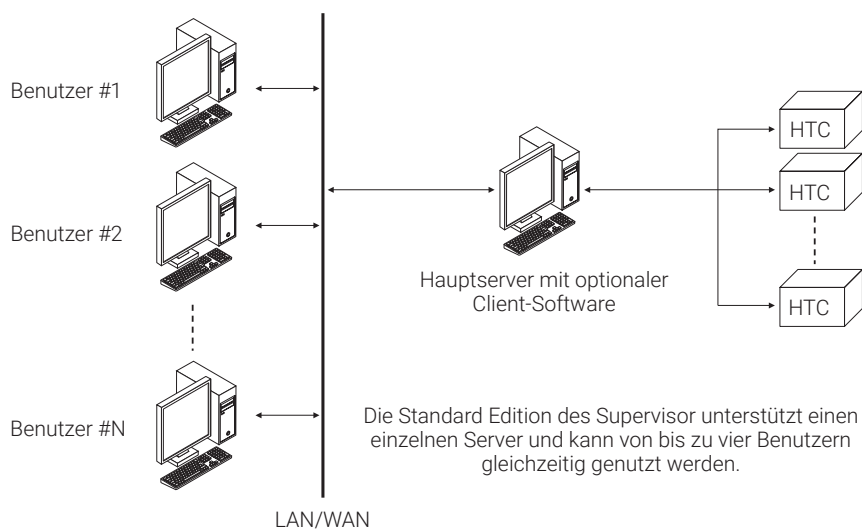 Benutzer #1
Benutzer #2
Benutzer #N
LAN/WAN
Hauptserver mit optionaler
Client-Software
HTC
HTC
HTC
Die Standard Edition des Supervisor unterstützt einen
einzelnen Server und kann von bis zu vier Benutzern
gleichzeitig genutzt werden.